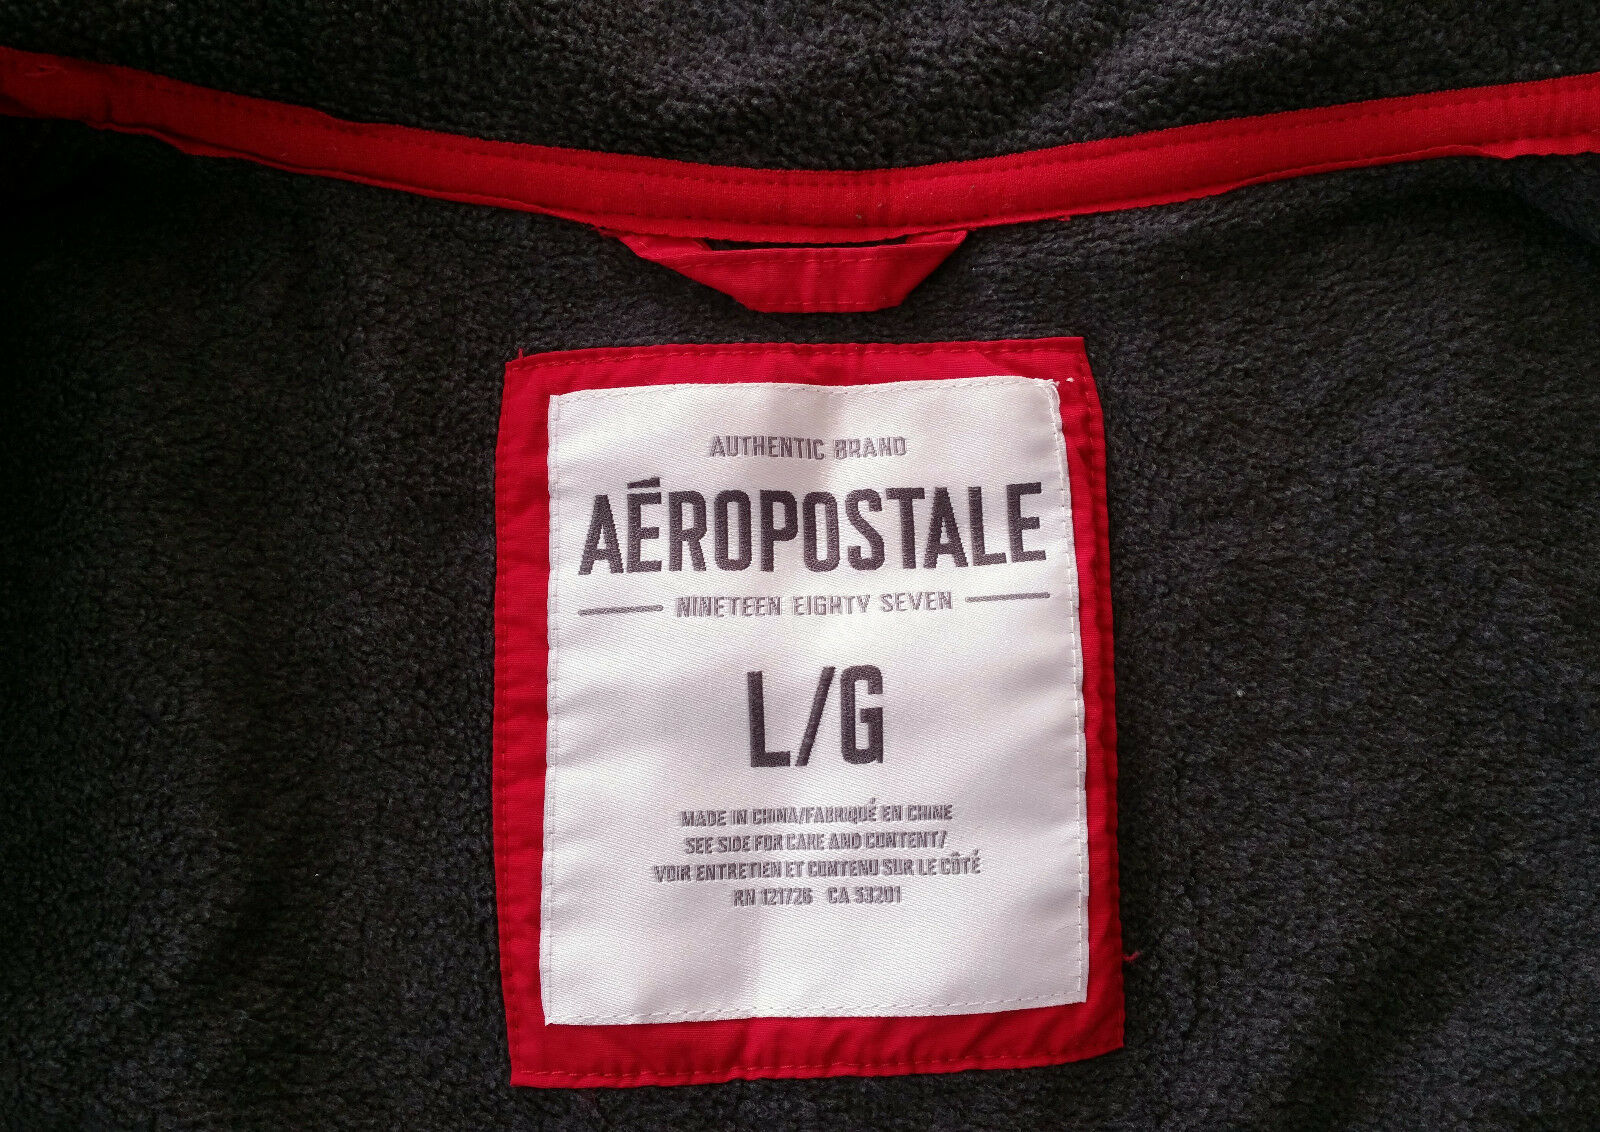 AUTHENTIC BRAND
AÉROPOSTALE
NINETEEN EIGHTY SEVEN
L/G
MADE IN CHINA/FABRIQUÉ EN CHINE
SEE SIDE FOR CARE AND CONTENT/
VOIR ENTRETIEN ET CONTENU SUR LE CÔTÉ
RN 121726 CA 53201